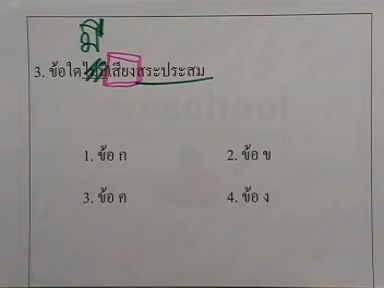 มี
3. ข้อใดไม่มีเสียงสระประสม
1. ข้อ ก 2. ข้อ ข
3. ข้อ ค 4. ข้อ ง